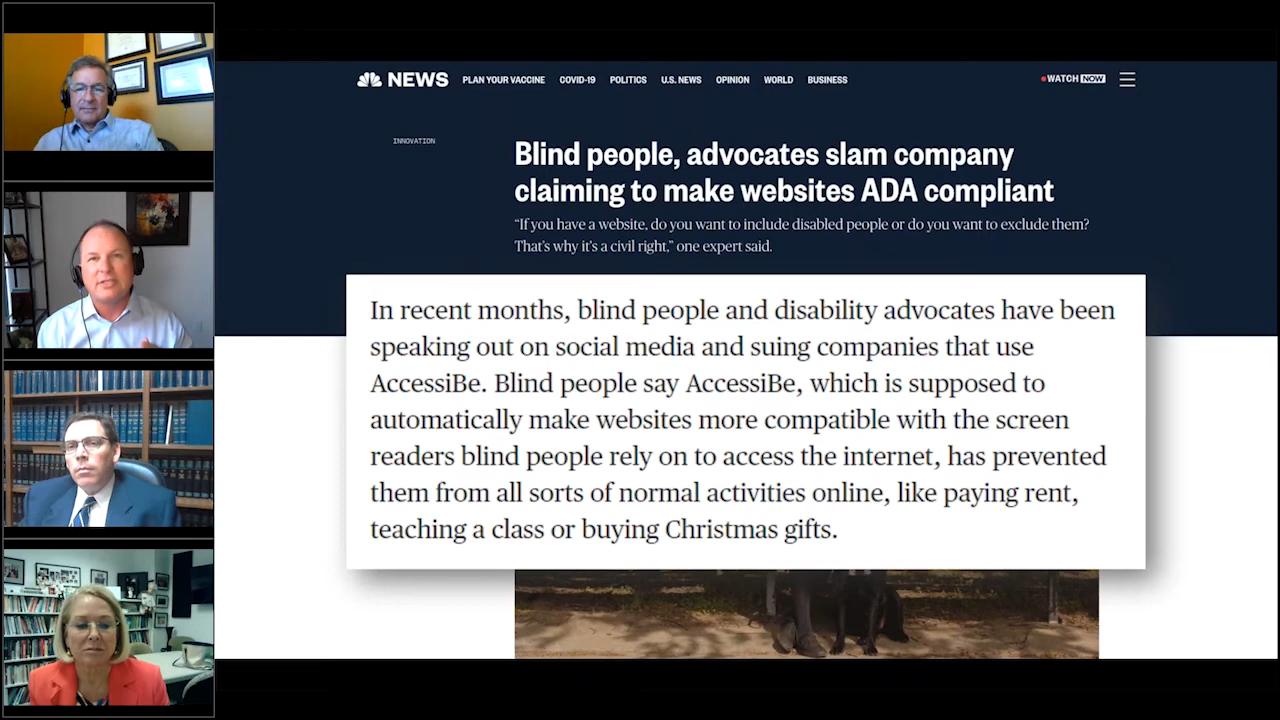 NEWS PLAN YOUR VACCINE COVID-19 POLITICS U.S. NEWS OPINION WORLD BUSINESS WATCH NOW
INNOVATION
Blind people, advocates slam company
claiming to make websites ADA compliant
“If you have a website, do you want to include disabled people or do you want to exclude them?
That's why it's a civil right,” one expert said.
In recent months, blind people and disability advocates have been
speaking out on social media and suing companies that use
AccessiBe. Blind people say AccessiBe, which is supposed to
automatically make websites more compatible with the screen
readers blind people rely on to access the internet, has prevented
them from all sorts of normal activities online, like paying rent,
teaching a class or buying Christmas gifts.